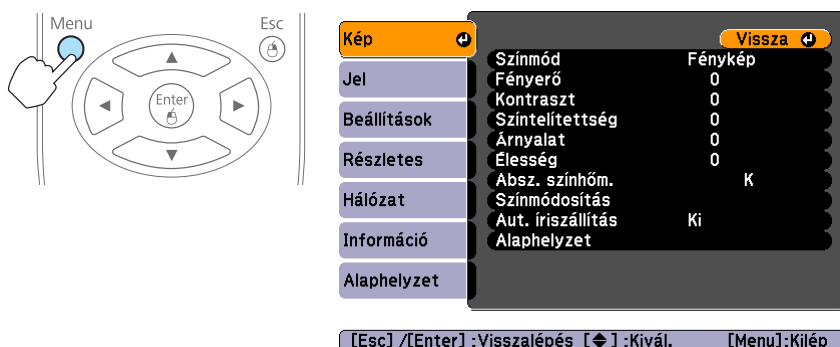 Menu
Esc
Enter
Kép
Jel
Beállítások
Részletes
Hálózat
Információ
Alaphelyzet
Vissza
Színmód Fénykép
Fényerő 0
Kontraszt 0
Színtelítettség 0
Árnyalat 0
Élesség 0
Absz. színhőm. K
Színmódosítás
Aut. íriszállítás Ki
Alaphelyzet
[Esc] /[Enter] :Visszalépés [ ] :Kivál. [Menu]:Kilép